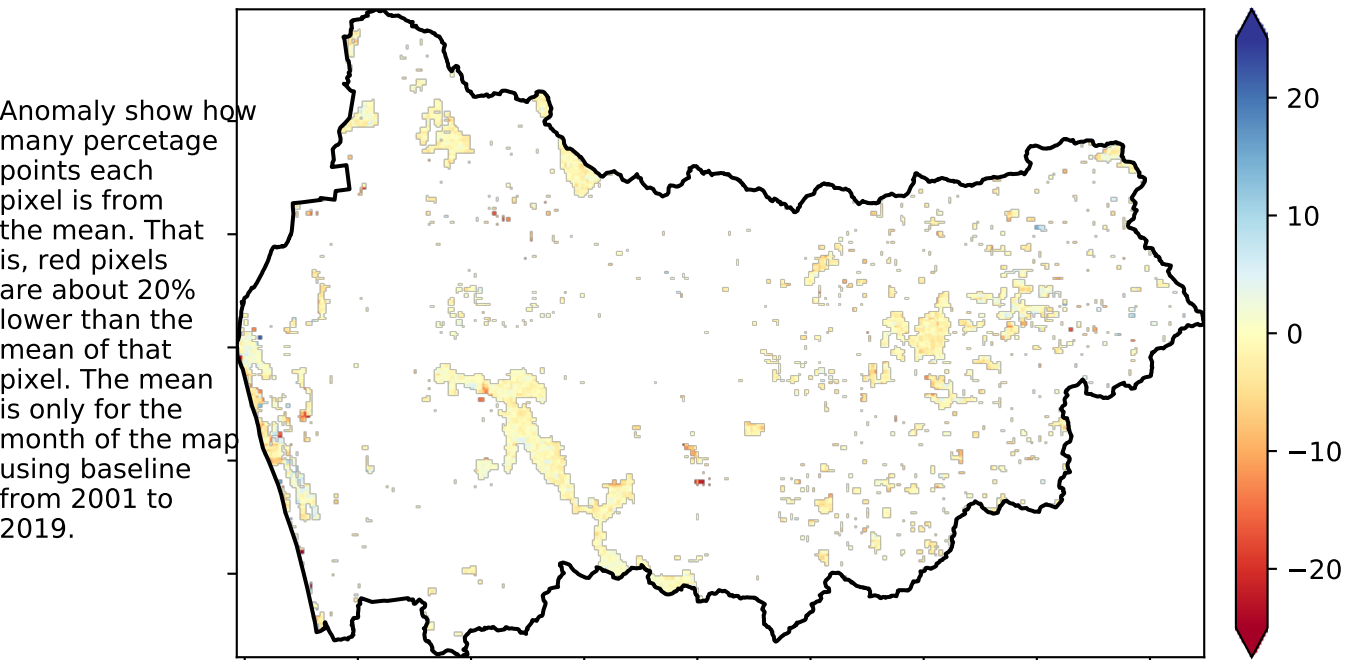 Anomaly show how
many percetage
points each
pixel is from
the mean. That
is, red pixels
are about 20%
lower than the
mean of that
pixel. The mean
is only for the
month of the map
using baseline
from 2001 to
2019.
20
10
0
−10
−20